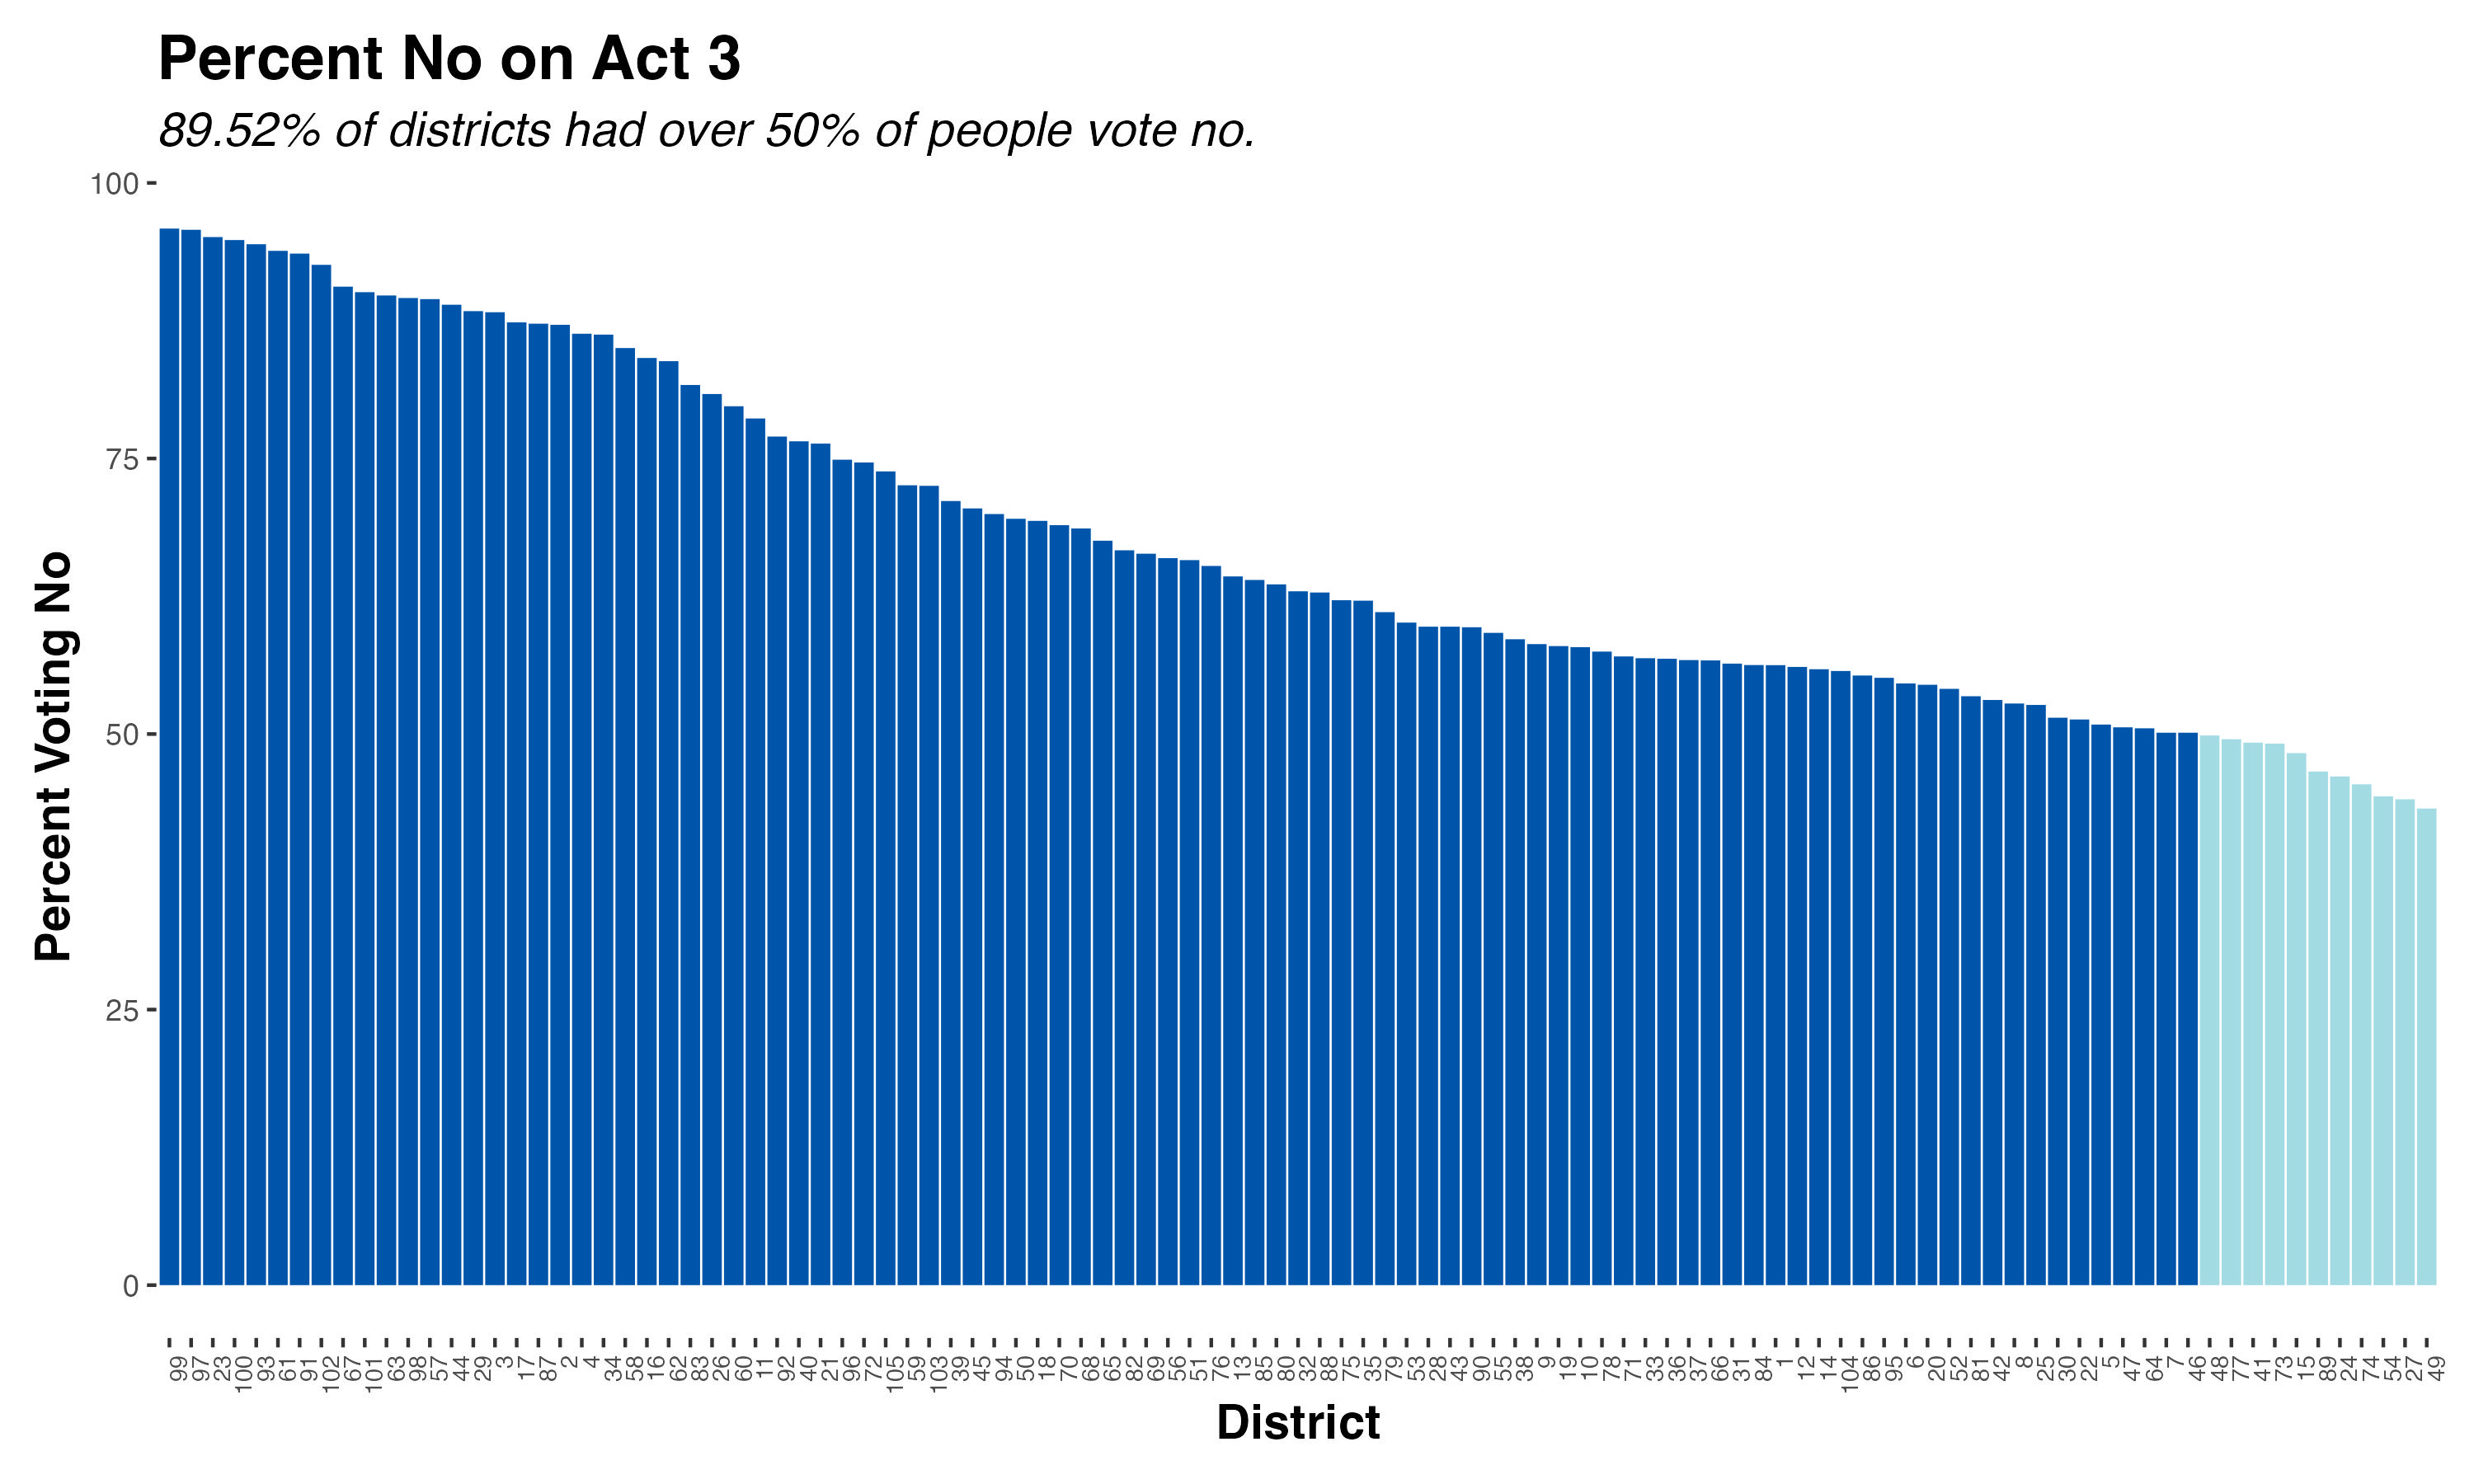 Percent No on Act 3
89.52% of districts had over 50% of people vote no.
100
75
50
25
0
Percent Voting No
99 97 23 100 93 61 91 102 67 101 63 98 57 44 29 3 17 87 2 4 34 58 16 62 83 26 60 11 92 40 21 96 72 105 59 103 39 45 94 50 18 70 68 65 82 69 56 51 76 13 85 80 32 88 75 35 79 53 28 43 90 55 38 9 19 10 78 71 33 36 37 66 31 84 1 12 14 104 86 95 6 20 52 81 42 8 25 30 22 5 47 64 7 46 48 77 41 73 15 89 24 74 54 27 49
District